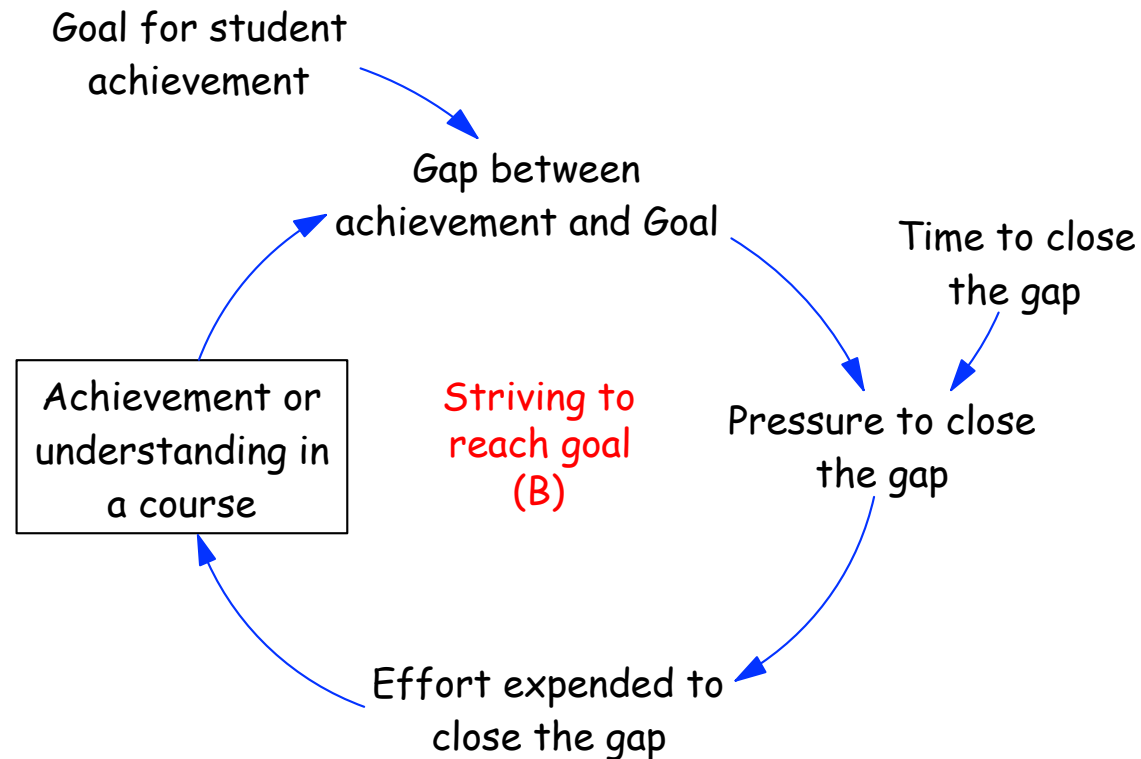 Goal for student
achievement
Gap between
achievement and Goal
Time to close
the gap
Pressure to close
the gap
Achievement or
understanding in
a course
Striving to
reach goal
(B)
Effort expended to
close the gap